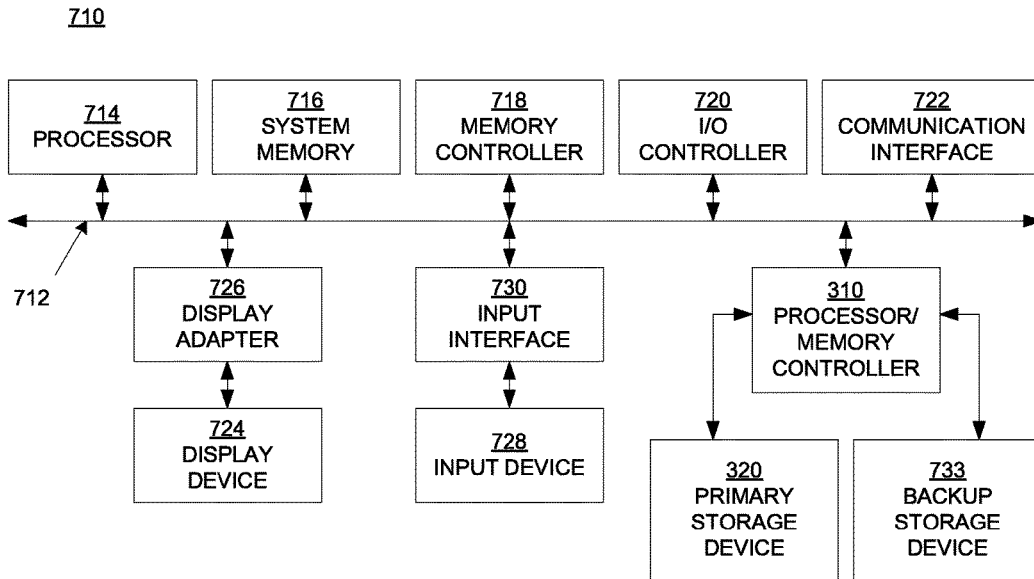 710
714
PROCESSOR
716
SYSTEM
MEMORY
718
MEMORY
CONTROLLER
720
I/O
CONTROLLER
722
COMMUNICATION
INTERFACE
712
726
DISPLAY
ADAPTER
730
INPUT
INTERFACE
310
PROCESSOR/
MEMORY
CONTROLLER
724
DISPLAY
DEVICE
728
INPUT DEVICE
320
PRIMARY
STORAGE
DEVICE
733
BACKUP
STORAGE
DEVICE